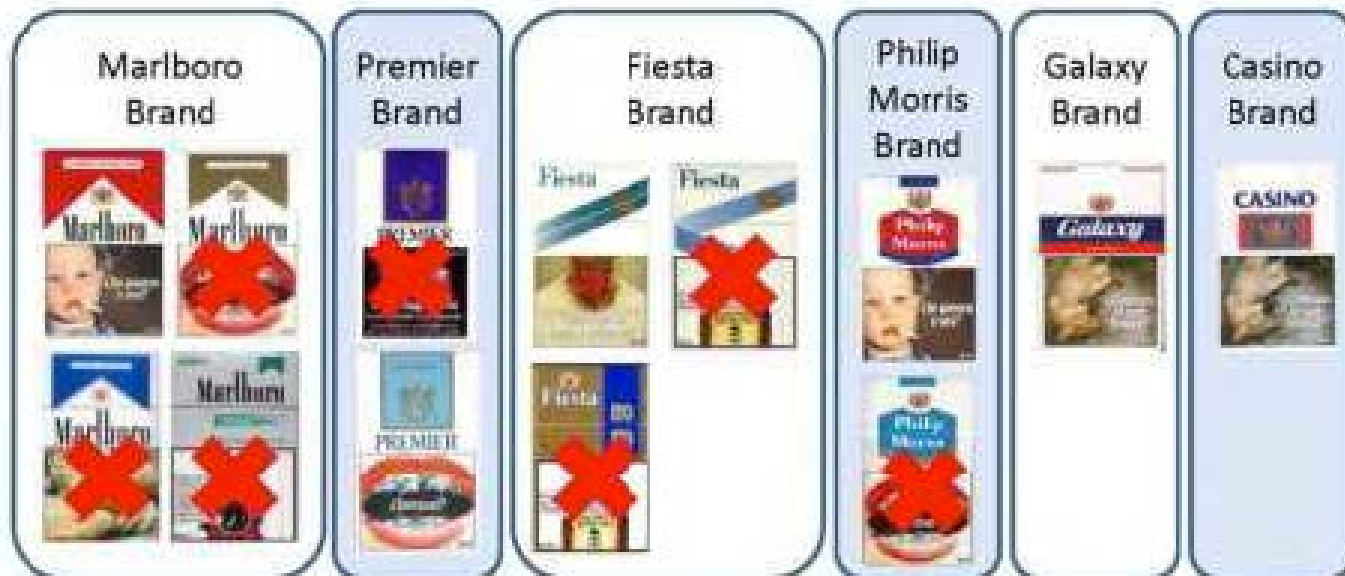 Marlboro
Brand
Marlboro
Marlboro
Marlboro
Marlboro
Premier
Brand
PREMIER
PREMIER
Fiesta
Brand
Fiesta
Fiesta
Fiesta
Philip
Morris
Brand
Philip
Morris
Philip
Morris
Galaxy
Brand
Galaxy
Casino
Brand
CASINO